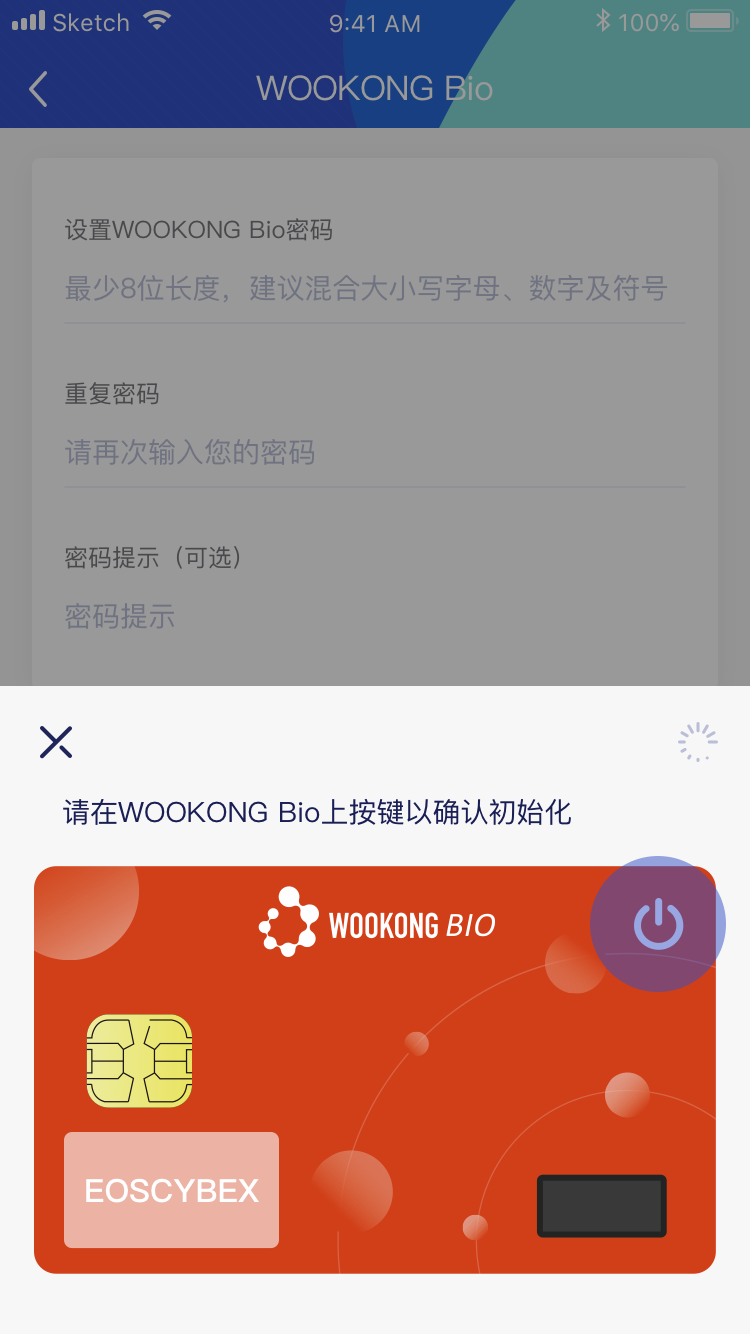 Sketch 9:41 AM 100%
WOOKONG Bio
设置WOOKONG Bio密码
最少8位长度，建议混合大小写字母、数字及符号
重复密码
请再次输入您的密码
密码提示（可选）
密码提示
请在WOOKONG Bio上按键以确认初始化
WOOKONG BIO
EOSCYBEX